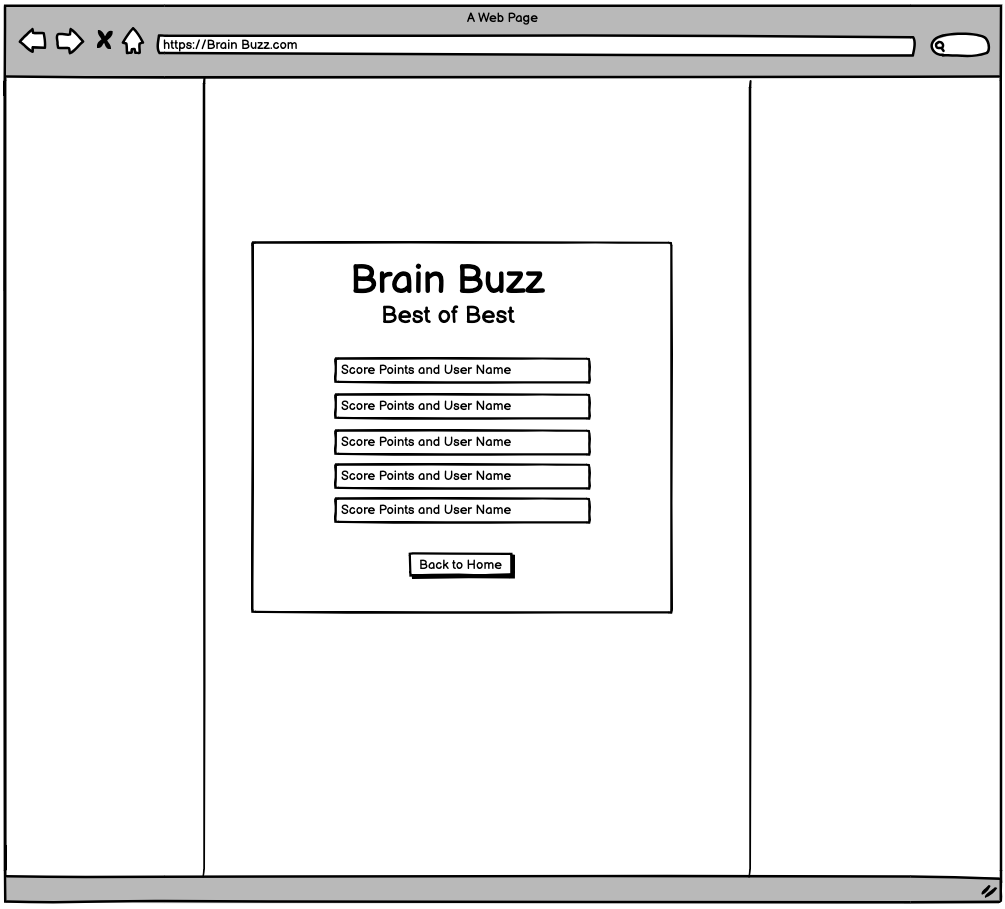 A Web Page
https://Brain Buzz.com
Brain Buzz
Best of Best
Score Points and User Name
Score Points and User Name
Score Points and User Name
Score Points and User Name
Score Points and User Name
Back to Home